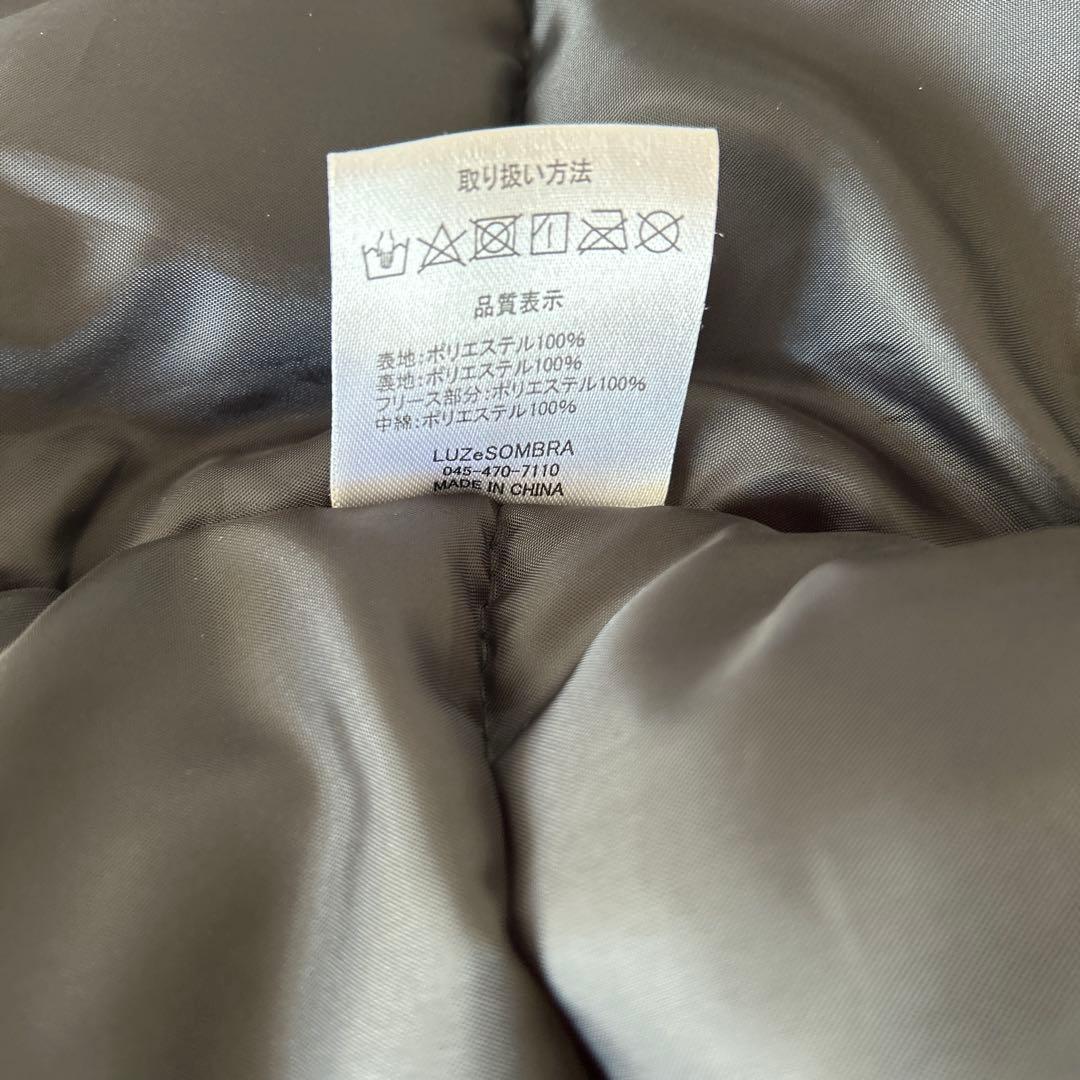 取り扱い方法
品質表示
表地:ポリエステル100%
裏地:ポリエステル100%
フリース部分:ポリエステル100%
中綿:ポリエステル100%
LUZeSOMBRA
045-470-7110
MADE IN CHINA